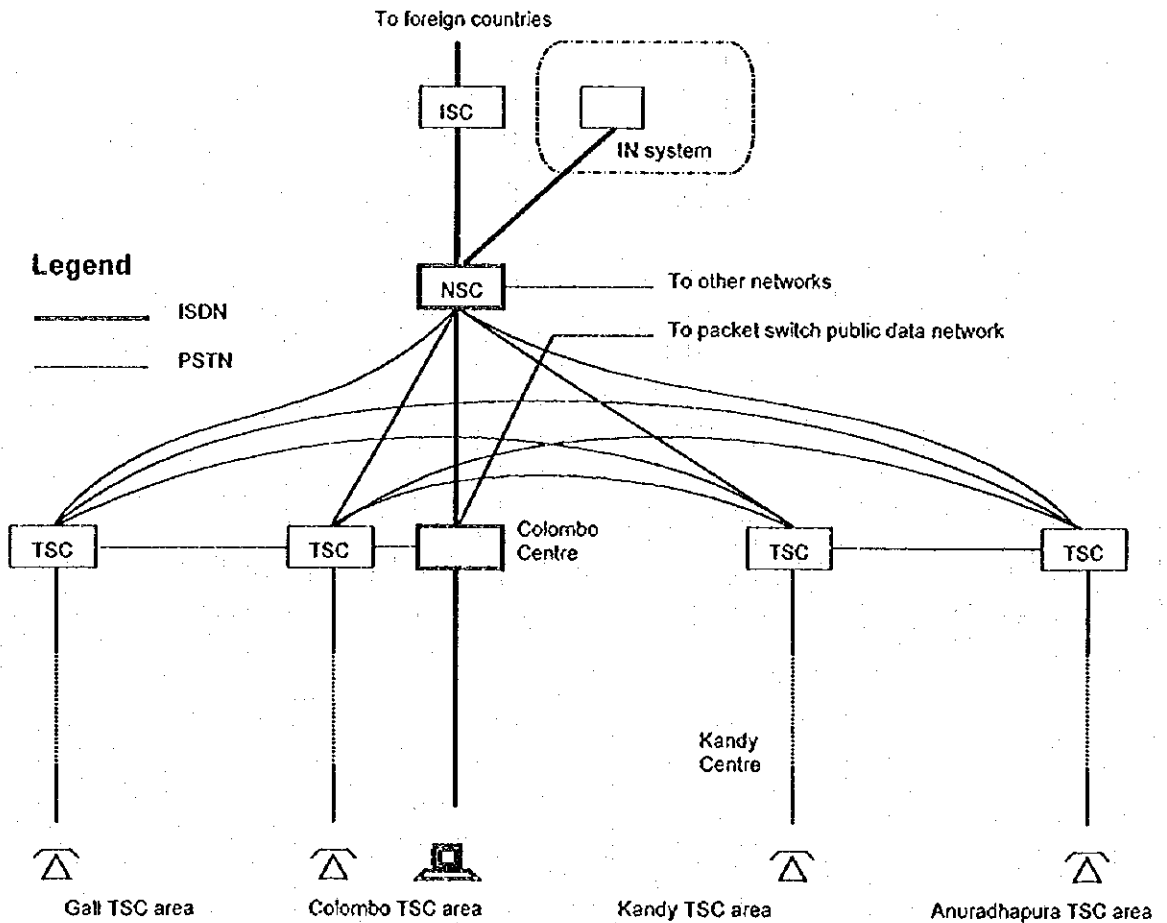 To foreign countries
ISC
IN system
Legend
NSC
To other networks
ISDN
To packet switch public data network
PSTN
TSC
TSC
Colombo
Centre
TSC
TSC
Kandy
Centre
Gall TSC area
Colombo TSC area
Kandy TSC area
Anuradhapura TSC area